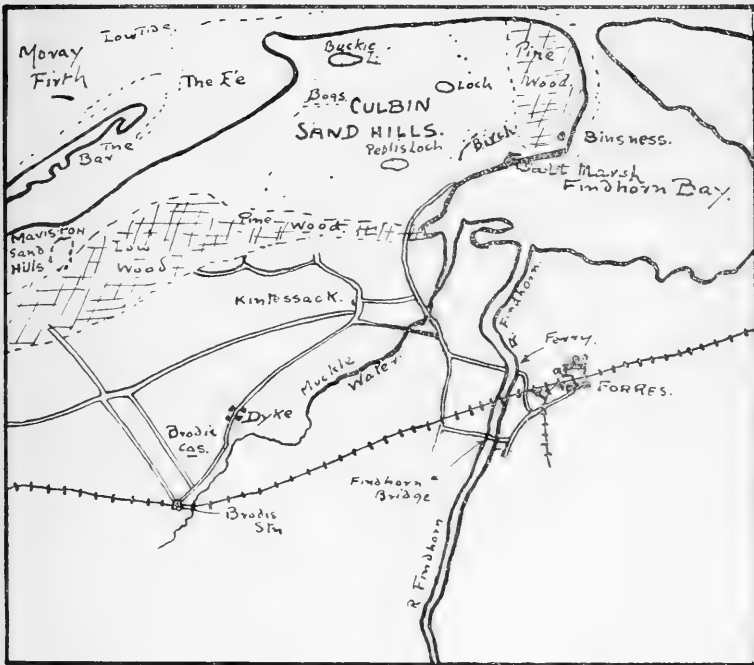 Low Tide.
Moray
Firth
The E'e
The
Bar
Buckie
L.
Loch
Bogs.
CULBIN
SAND HILLS.
Peplis Loch
Birch
Pine
Wood
Binsness.
Salt Marsh
Findhorn Bay.
Maviston
Sand
Hills
Low
Wood
Pine Wood
Kintessack.
Muckle
Water.
R Findhorn.
Ferry.
FORRES.
Dyke
Brodie
Cas.
Brodie
Stn
Findhorn
Bridge
R Findhorn